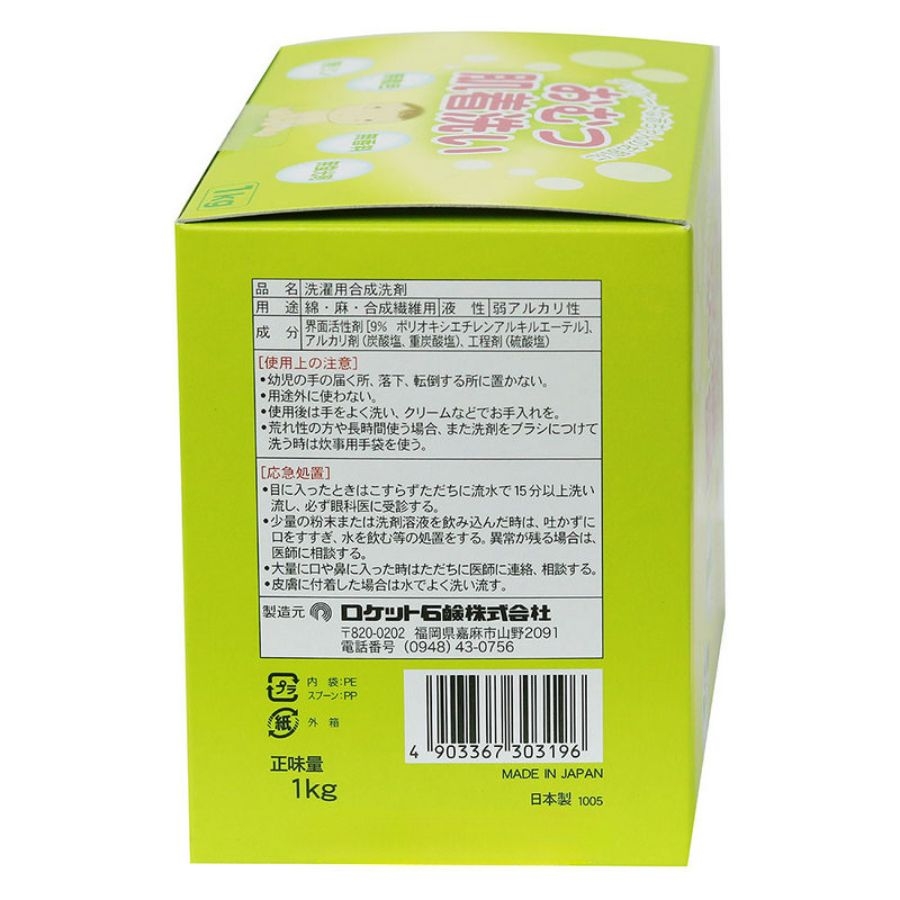 おむつ
肌着洗い
無香料
1kg
品名 洗濯用合成洗剤
用途 綿・麻・合成繊維用 液性 弱アルカリ性
成分 界面活性剤 [9% ポリオキシエチレンアルキルエーテル]、
アルカリ剤 (炭酸塩、重炭酸塩)、工程剤 (硫酸塩)
[使用上の注意]
•幼児の手の届く所、落下、転倒する所に置かない。
•用途外に使わない。
•使用後は手をよく洗い、クリームなどでお手入れを。
•荒れ性の方や長時間使う場合、また洗剤をブラシにつけて
洗う時は炊事用手袋を使う。
[応急処置]
•目に入ったときはこすらずただちに流水で15分以上洗い
流し、必ず眼科医に受診する。
•少量の粉末または洗剤溶液を飲み込んだ時は、吐かずに
口をすすぎ、水を飲む等の処置をする。異常が残る場合は、
医師に相談する。
•大量に口や鼻に入った時はただちに医師に連絡、相談する。
•皮膚に付着した場合は水でよく洗い流す。
製造元 ロケット石鹸株式会社
〒820-0202 福岡県嘉麻市山野2091
電話番号 (0948) 43-0756
プラ 内袋:PE
スプーン:PP
紙 外箱
4 903367 303196
正味量
1kg
MADE IN JAPAN
日本製 1005